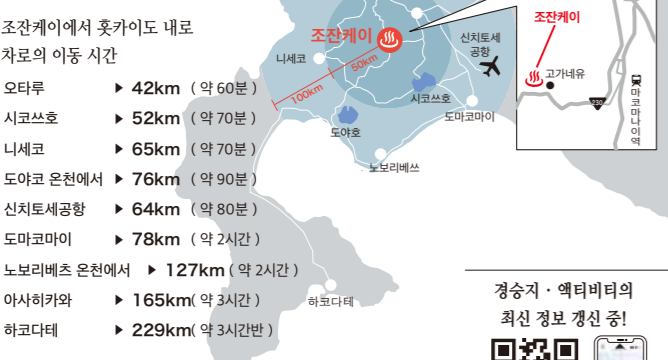 조잔케이에서 홋카이도 내로
차로의 이동 시간
오타루 ▶ 42km ( 약 60분 )
시코쓰호 ▶ 52km ( 약 70분 )
니세코 ▶ 65km ( 약 70분 )
도야코 온천에서 ▶ 76km ( 약 90분 )
신치토세공항 ▶ 64km ( 약 80분 )
도마코마이 ▶ 78km ( 약 2시간 )
노보리베츠 온천에서 ▶ 127km ( 약 2시간 )
아사히카와 ▶ 165km( 약 3시간 )
하코다테 ▶ 229km( 약 3시간반 )
조잔케이
니세코
50km
100km
신치토세
공항
시코쓰호
도마코마이
도야호
노보리베쓰
하코다테
조잔케이
고가네유
230
마코마나이역
경승지 · 액티비티의
최신 정보 갱신 중!